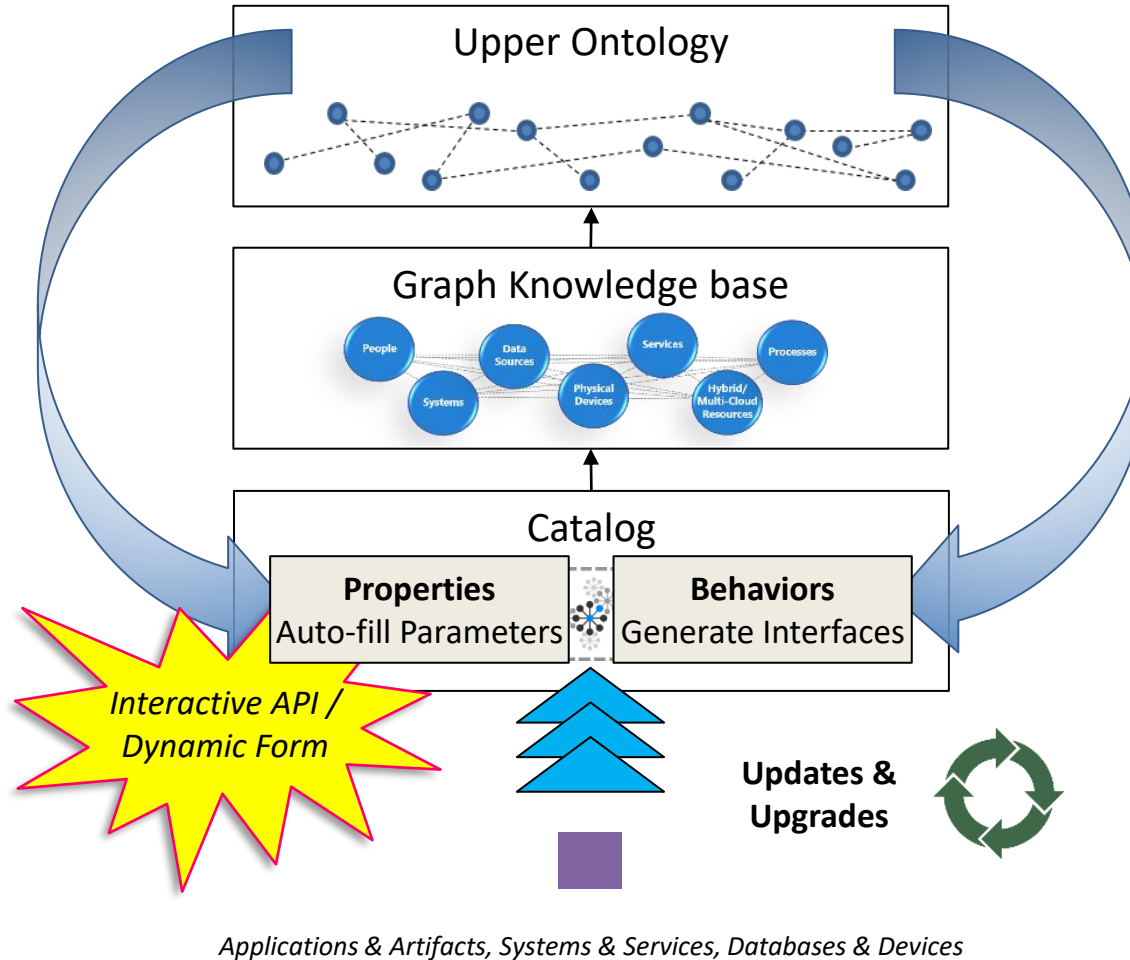 Upper Ontology
Graph Knowledge base
People
Data
Sources
Services
Processes
Systems
Physical
Devices
Hybrid/
Multi-Cloud
Resources
Catalog
Properties
Auto-fill Parameters
Behaviors
Generate Interfaces
Interactive API /
Dynamic Form
Updates &
Upgrades
Applications & Artifacts, Systems & Services, Databases & Devices